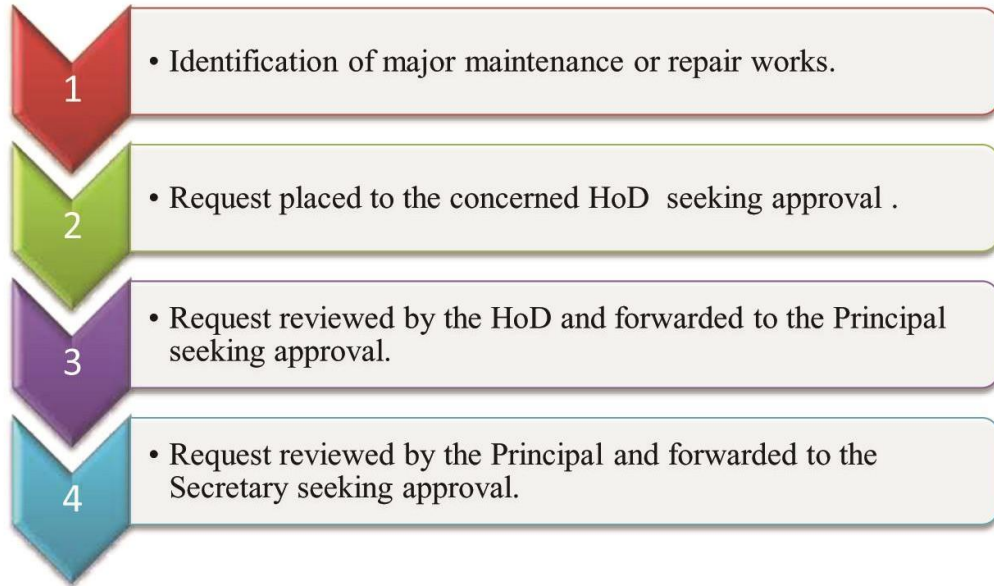 1
• Identification of major maintenance or repair works.
2
• Request placed to the concerned HoD seeking approval .
3
• Request reviewed by the HoD and forwarded to the Principal
seeking approval.
4
• Request reviewed by the Principal and forwarded to the
Secretary seeking approval.